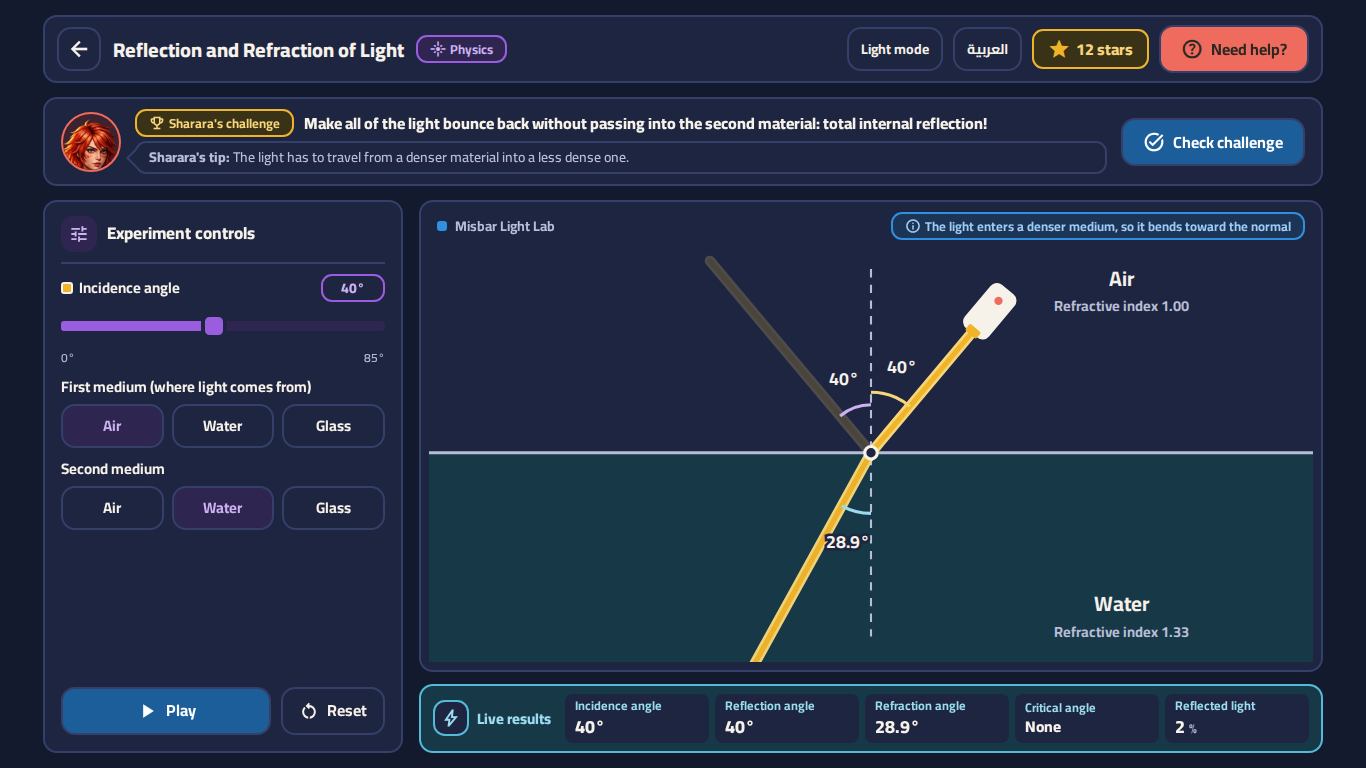 Reflection and Refraction of Light
Physics
Light mode
العربية
12 stars
Need help?
Sharara's challenge
Make all of the light bounce back without passing into the second material: total internal reflection!
Sharara's tip: The light has to travel from a denser material into a less dense one.
Check challenge
Experiment controls
Incidence angle
40°
0°
85°
First medium (where light comes from)
Air
Water
Glass
Second medium
Air
Water
Glass
Play
Reset
Misbar Light Lab
The light enters a denser medium, so it bends toward the normal
Air
Refractive index 1.00
40°
40°
28.9°
Water
Refractive index 1.33
Live results
Incidence angle
40°
Reflection angle
40°
Refraction angle
28.9°
Critical angle
None
Reflected light
2 %